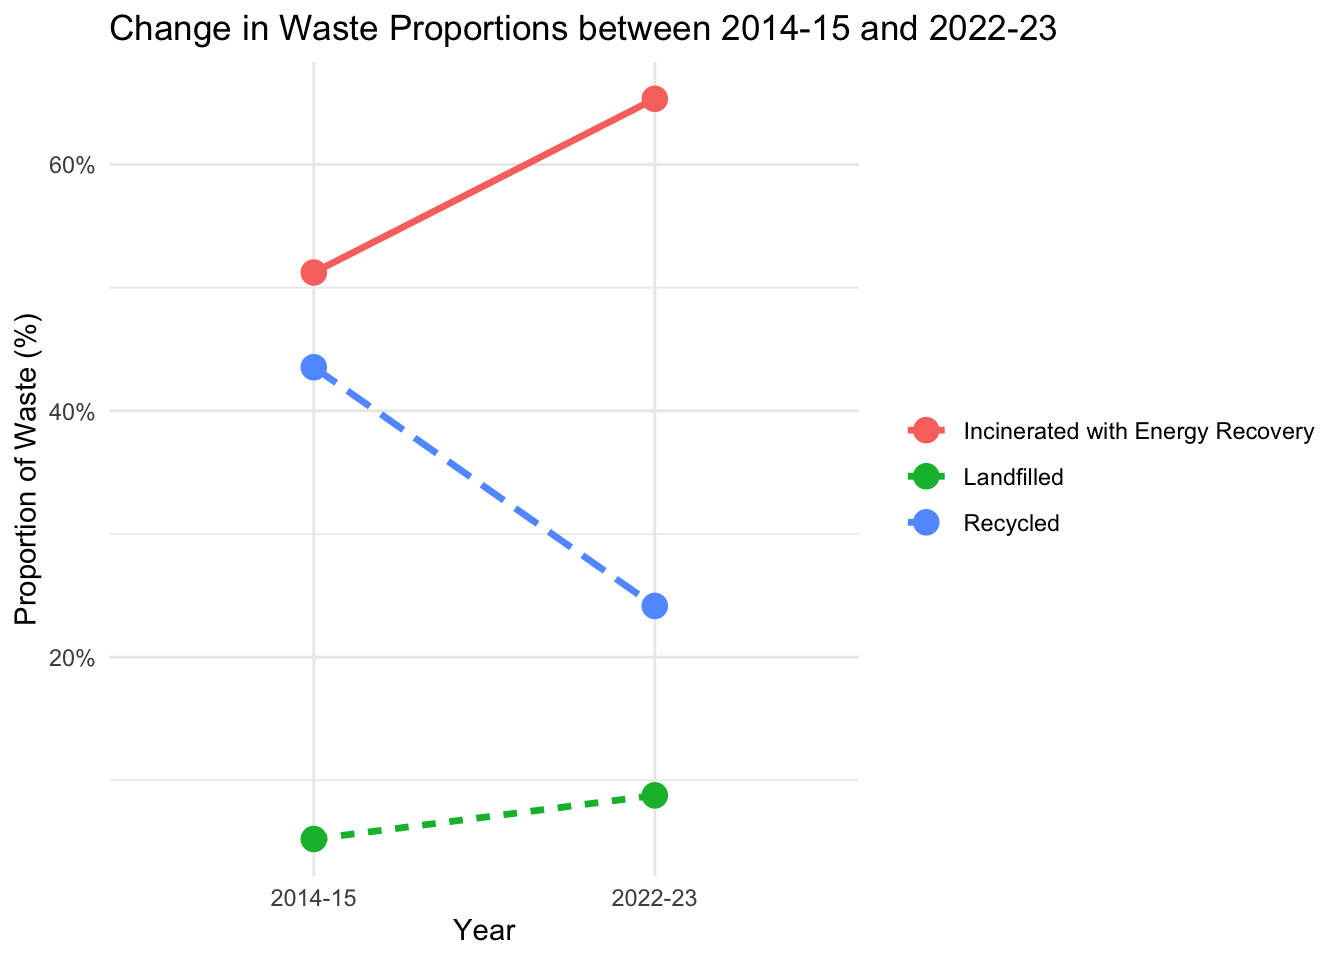 Change in Waste Proportions between 2014-15 and 2022-23
Proportion of Waste (%)
60%
40%
20%
2014-15
2022-23
Year
Incinerated with Energy Recovery
Landfilled
Recycled